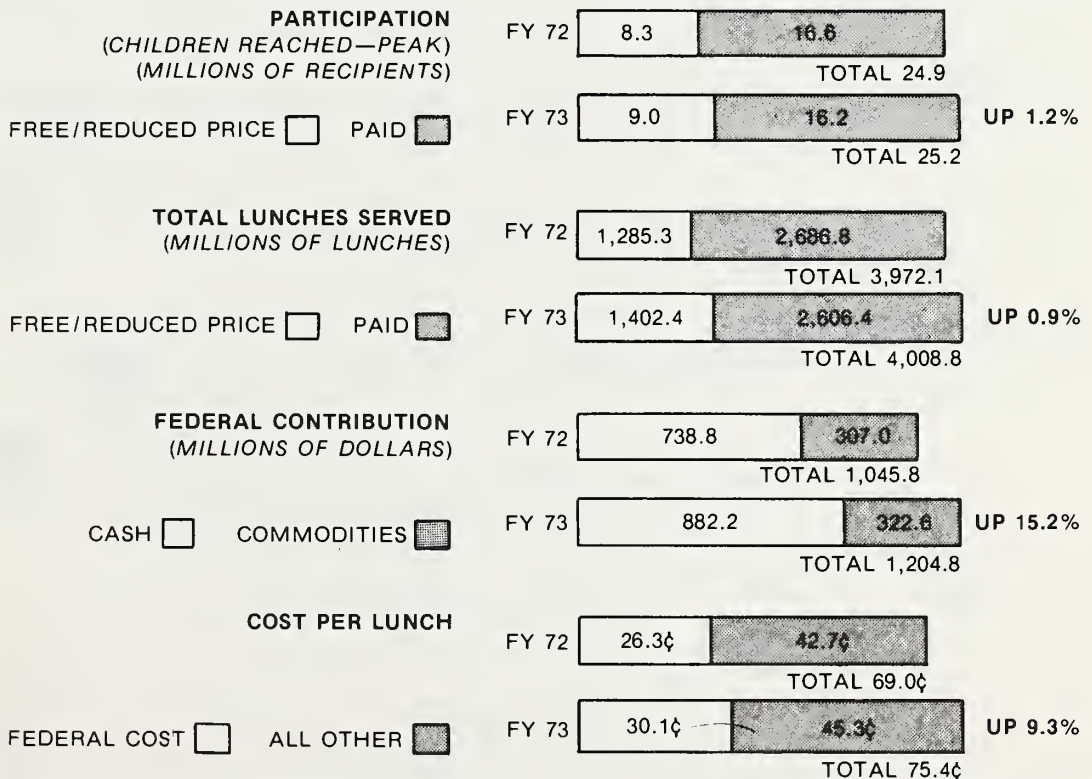 PARTICIPATION
(CHILDREN REACHED—PEAK)
(MILLIONS OF RECIPIENTS)
FREE/REDUCED PRICE PAID
FY 72 8.3 16.6
TOTAL 24.9
FY 73 9.0 16.2 UP 1.2%
TOTAL 25.2
TOTAL LUNCHES SERVED
(MILLIONS OF LUNCHES)
FREE/REDUCED PRICE PAID
FY 72 1,285.3 2,686.8
TOTAL 3,972.1
FY 73 1,402.4 2,606.4 UP 0.9%
TOTAL 4,008.8
FEDERAL CONTRIBUTION
(MILLIONS OF DOLLARS)
CASH COMMODITIES
FY 72 738.8 307.0
TOTAL 1,045.8
FY 73 882.2 322.6 UP 15.2%
TOTAL 1,204.8
COST PER LUNCH
FEDERAL COST ALL OTHER
FY 72 26.3¢ 42.7¢
TOTAL 69.0¢
FY 73 30.1¢ 45.3¢ UP 9.3%
TOTAL 75.4¢